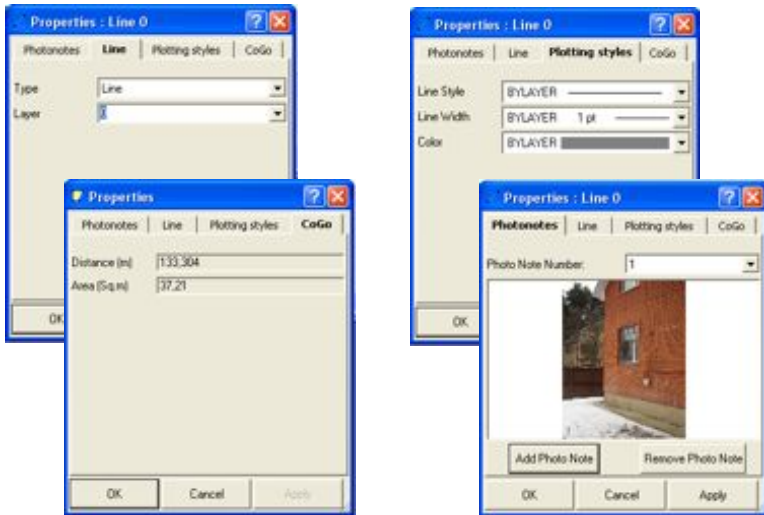 Properties : Line 0
Photonotes Line Plotting styles CoGo
Type Line
Layer 0
OK
Properties
Photonotes Line Plotting styles CoGo
Distance (m) 133,304
Area (Sq.m) 37,21
OK Cancel Apply
Properties : Line 0
Photonotes Line Plotting styles CoGo
Line Style BYLAYER
Line Width BYLAYER 1 pt
Color BYLAYER
OK
Properties : Line 0
Photonotes Line Plotting styles CoGo
Photo Note Number: 1
Add Photo Note Remove Photo Note
OK Cancel Apply